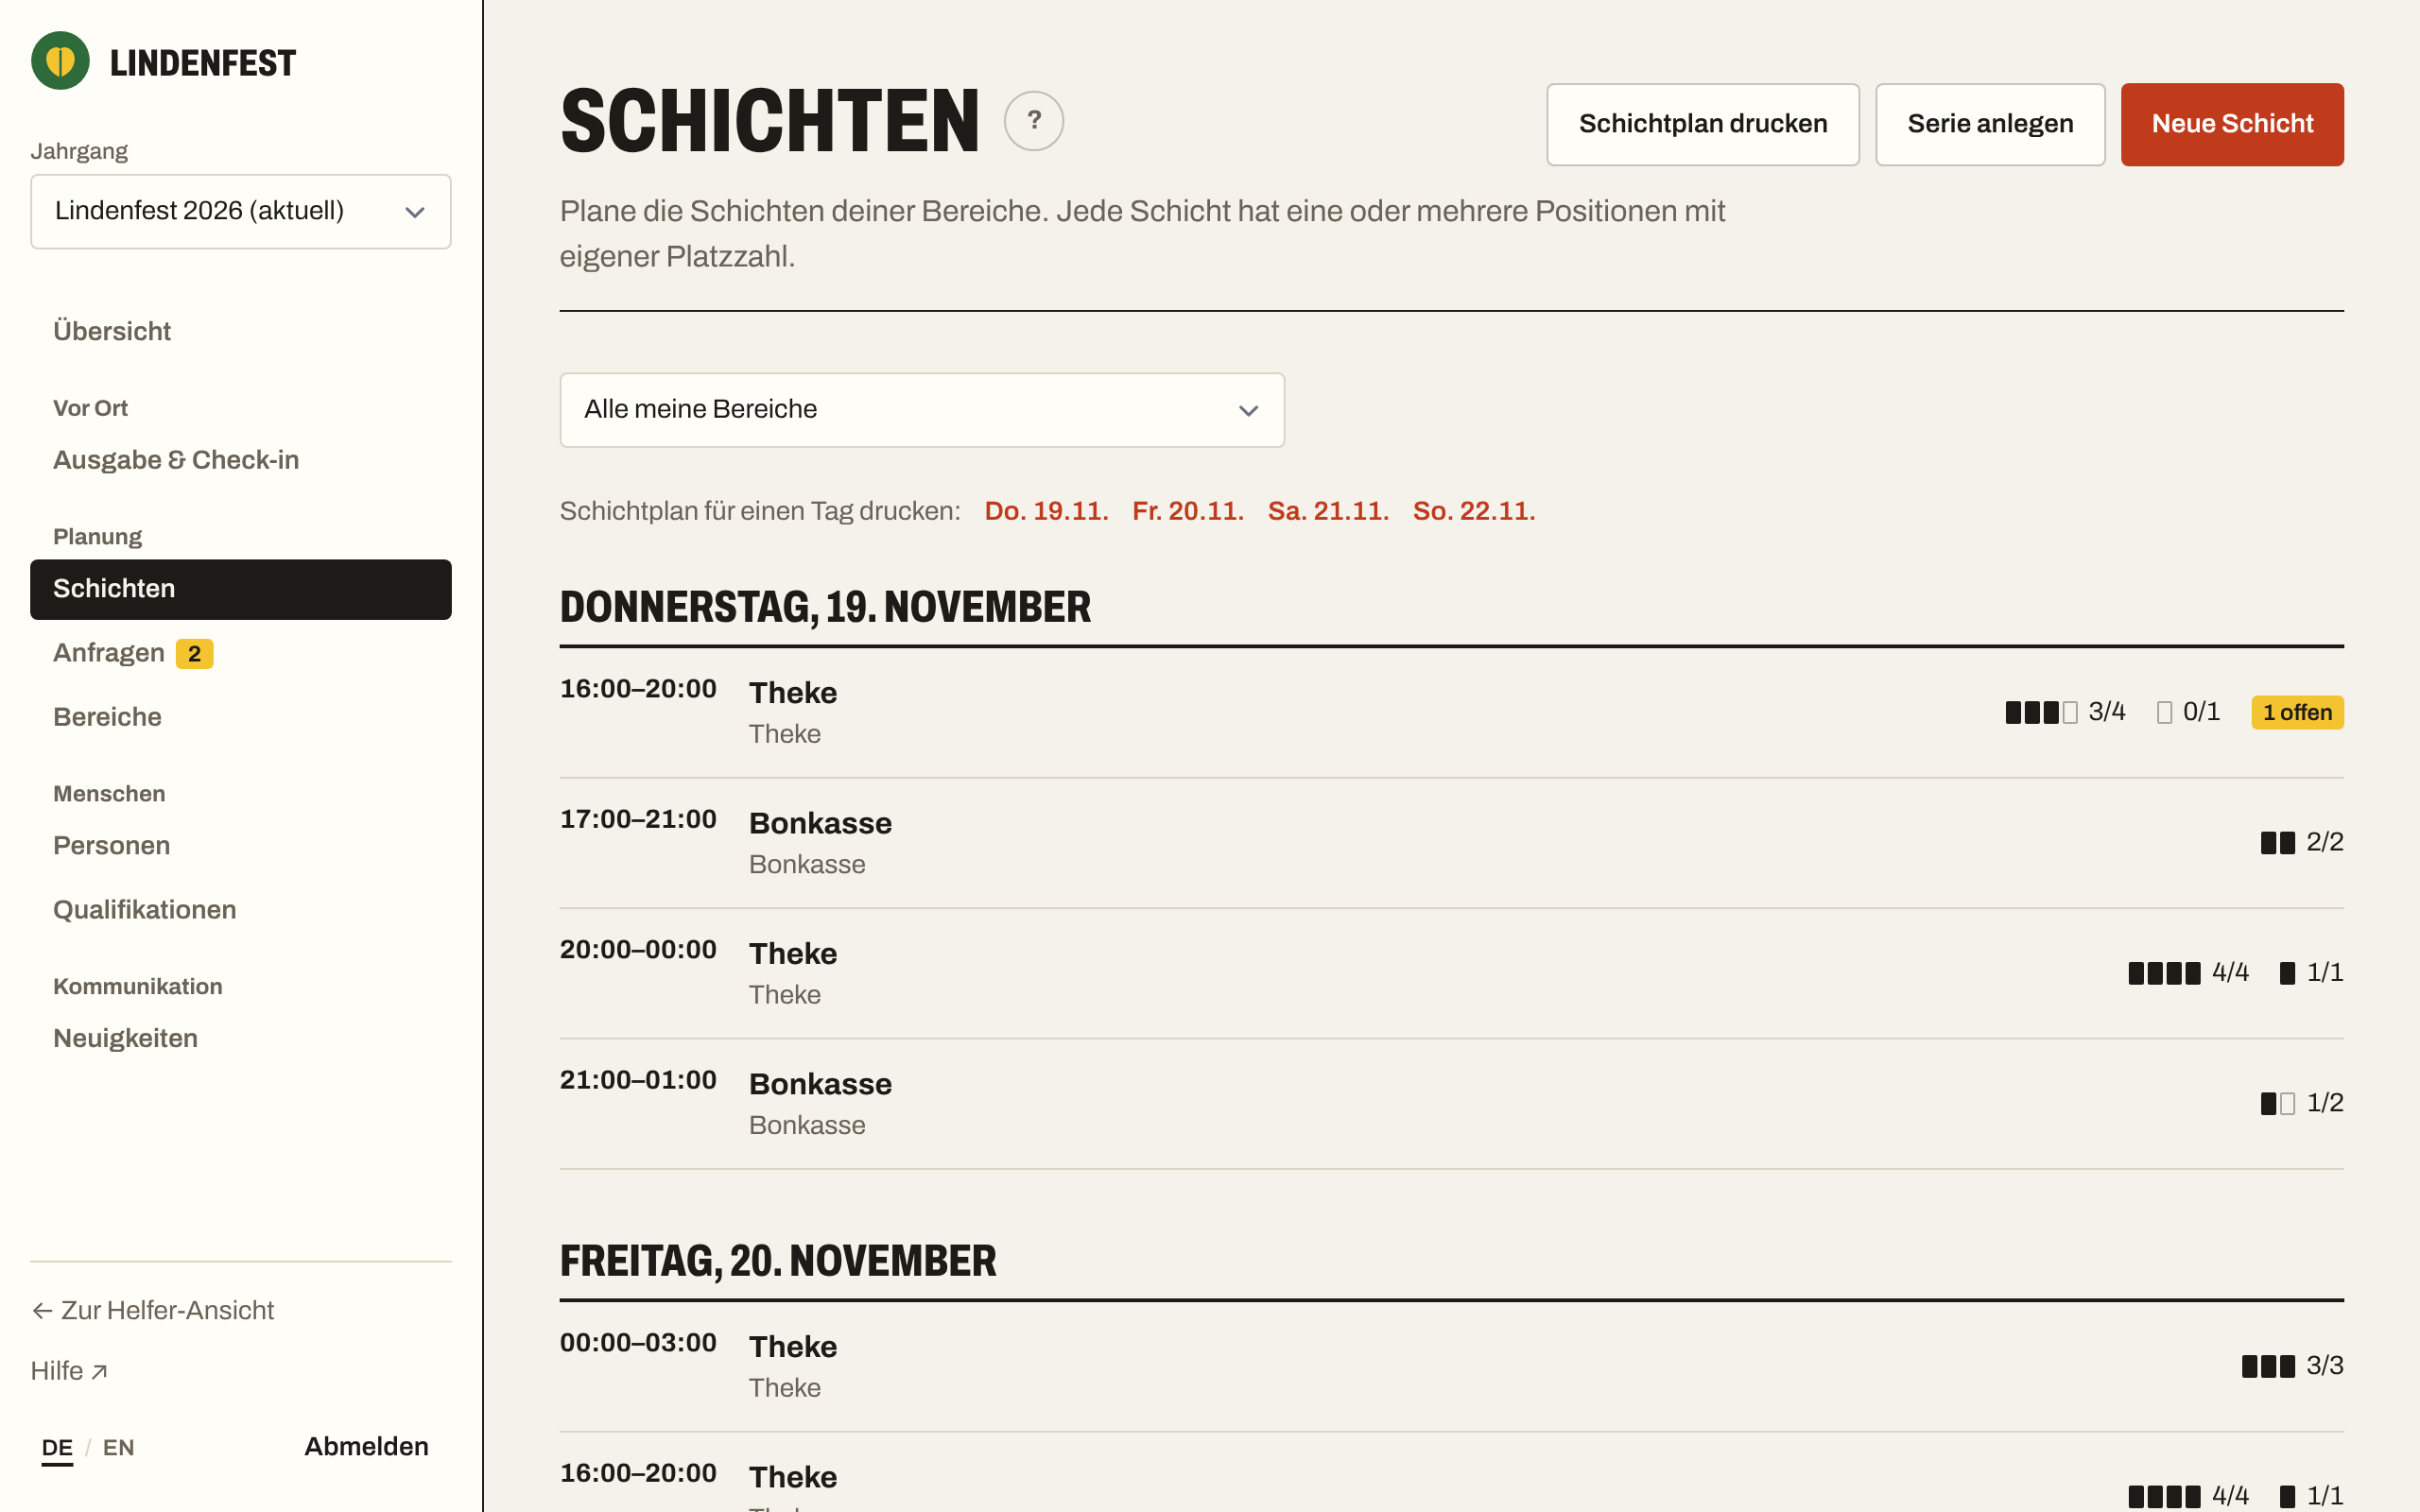 LINDENFEST
Jahrgang
Lindenfest 2026 (aktuell)
Übersicht
Vor Ort
Ausgabe & Check-in
Planung
Schichten
Anfragen 2
Bereiche
Menschen
Personen
Qualifikationen
Kommunikation
Neuigkeiten
← Zur Helfer-Ansicht
Hilfe ↗
DE / EN
Abmelden
SCHICHTEN ?
Schichtplan drucken
Serie anlegen
Neue Schicht
Plane die Schichten deiner Bereiche. Jede Schicht hat eine oder mehrere Positionen mit
eigener Platzzahl.
Alle meine Bereiche
Schichtplan für einen Tag drucken: Do. 19.11. Fr. 20.11. Sa. 21.11. So. 22.11.
DONNERSTAG, 19. NOVEMBER
16:00–20:00 Theke 3/4 0/1 1 offen
Theke
17:00–21:00 Bonkasse 2/2
Bonkasse
20:00–00:00 Theke 4/4 1/1
Theke
21:00–01:00 Bonkasse 1/2
Bonkasse
FREITAG, 20. NOVEMBER
00:00–03:00 Theke 3/3
Theke
16:00–20:00 Theke 4/4 1/1